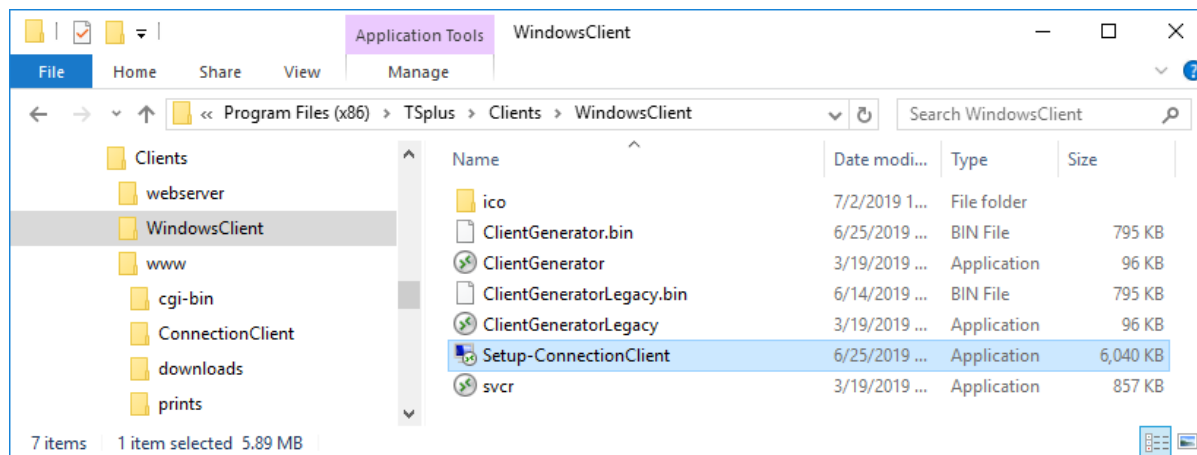 Application Tools WindowsClient
File Home Share View Manage
« Program Files (x86) > TSplus > Clients > WindowsClient Search WindowsClient
Clients
webserver
WindowsClient
www
cgi-bin
ConnectionClient
downloads
prints
Name Date modi... Type Size
ico 7/2/2019 1... File folder
ClientGenerator.bin 6/25/2019 ... BIN File 795 KB
ClientGenerator 3/19/2019 ... Application 96 KB
ClientGeneratorLegacy.bin 6/14/2019 ... BIN File 795 KB
ClientGeneratorLegacy 3/19/2019 ... Application 96 KB
Setup-ConnectionClient 6/25/2019 ... Application 6,040 KB
svcr 3/19/2019 ... Application 857 KB
7 items 1 item selected 5.89 MB